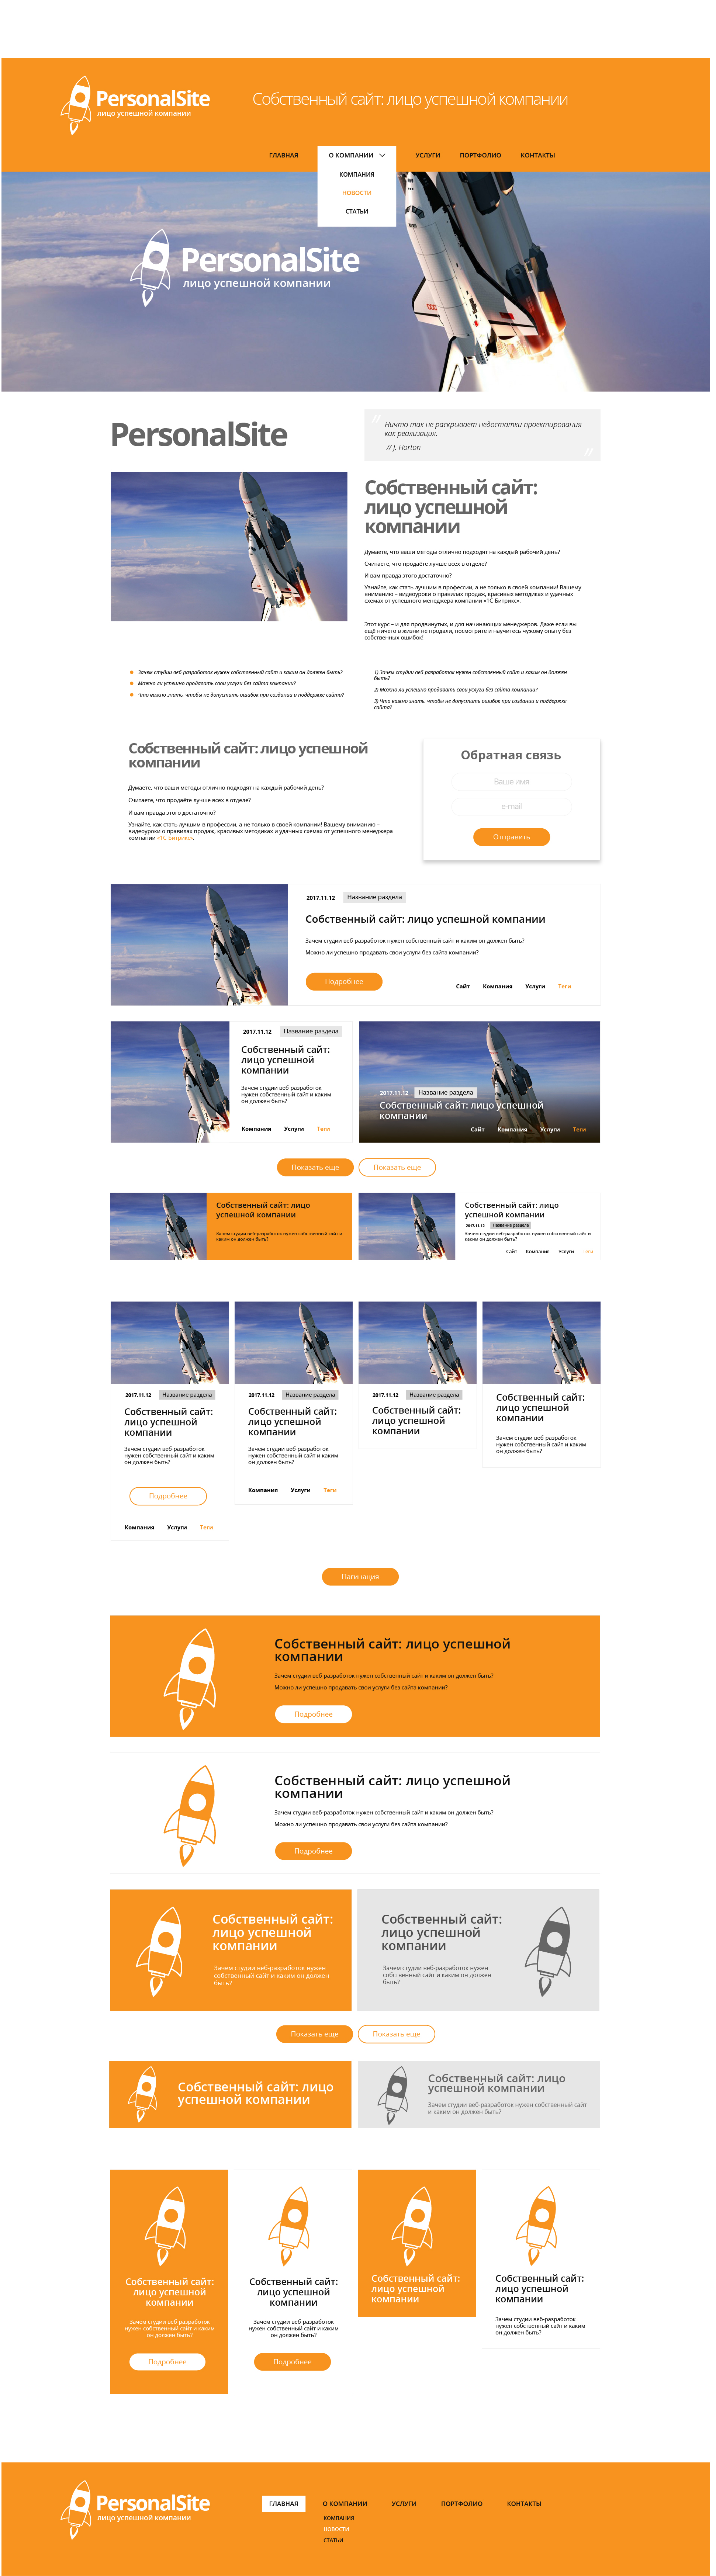 PersonalSite
лицо успешной компании
Собственный сайт: лицо успешной компании
ГЛАВНАЯ
О КОМПАНИИ
УСЛУГИ
ПОРТФОЛИО
КОНТАКТЫ
КОМПАНИЯ
НОВОСТИ
СТАТЬИ
PersonalSite
лицо успешной компании
PersonalSite
// Ничто так не раскрывает недостатки проектирования
как реализация.
// J. Horton //
Собственный сайт:
лицо успешной
компании
Думаете, что ваши методы отлично подходят на каждый рабочий день?
Считаете, что продаёте лучше всех в отделе?
И вам правда этого достаточно?
Узнайте, как стать лучшим в профессии, а не только в своей компании! Вашему
вниманию – видеоуроки о правилах продаж, красивых методиках и удачных
схемах от успешного менеджера компании «1С-Битрикс».
Этот курс – и для продвинутых, и для начинающих менеджеров. Даже если вы
ещё ничего в жизни не продали, посмотрите и научитесь чужому опыту без
собственных ошибок!
Зачем студии веб-разработок нужен собственный сайт и каким он должен быть?
Можно ли успешно продавать свои услуги без сайта компании?
Что важно знать, чтобы не допустить ошибок при создании и поддержке сайта?
1) Зачем студии веб-разработок нужен собственный сайт и каким он должен
быть?
2) Можно ли успешно продавать свои услуги без сайта компании?
3) Что важно знать, чтобы не допустить ошибок при создании и поддержке
сайта?
Собственный сайт: лицо успешной
компании
Думаете, что ваши методы отлично подходят на каждый рабочий день?
Считаете, что продаёте лучше всех в отделе?
И вам правда этого достаточно?
Узнайте, как стать лучшим в профессии, а не только в своей компании! Вашему вниманию –
видеоуроки о правилах продаж, красивых методиках и удачных схемах от успешного менеджера
компании «1С-Битрикс».
Обратная связь
Ваше имя
e-mail
Отправить
2017.11.12 Название раздела
Собственный сайт: лицо успешной компании
Зачем студии веб-разработок нужен собственный сайт и каким он должен быть?
Можно ли успешно продавать свои услуги без сайта компании?
Подробнее
Сайт Компания Услуги Теги
2017.11.12 Название раздела
Собственный сайт:
лицо успешной
компании
Зачем студии веб-разработок
нужен собственный сайт и каким
он должен быть?
Компания Услуги Теги
2017.11.12 Название раздела
Собственный сайт: лицо успешной
компании
Сайт Компания Услуги Теги
Показать еще
Показать еще
Собственный сайт: лицо
успешной компании
Зачем студии веб-разработок нужен собственный сайт и
каким он должен быть?
Собственный сайт: лицо
успешной компании
2017.11.12 Название раздела
Зачем студии веб-разработок нужен собственный сайт и
каким он должен быть?
Сайт Компания Услуги Теги
2017.11.12 Название раздела
Собственный сайт:
лицо успешной
компании
Зачем студии веб-разработок
нужен собственный сайт и каким
он должен быть?
Подробнее
Компания Услуги Теги
2017.11.12 Название раздела
Собственный сайт:
лицо успешной
компании
Зачем студии веб-разработок
нужен собственный сайт и каким
он должен быть?
Компания Услуги Теги
2017.11.12 Название раздела
Собственный сайт:
лицо успешной
компании
Собственный сайт:
лицо успешной
компании
Зачем студии веб-разработок
нужен собственный сайт и каким
он должен быть?
Пагинация
Собственный сайт: лицо успешной
компании
Зачем студии веб-разработок нужен собственный сайт и каким он должен быть?
Можно ли успешно продавать свои услуги без сайта компании?
Подробнее
Собственный сайт: лицо успешной
компании
Зачем студии веб-разработок нужен собственный сайт и каким он должен быть?
Можно ли успешно продавать свои услуги без сайта компании?
Подробнее
Собственный сайт:
лицо успешной
компании
Зачем студии веб-разработок нужен
собственный сайт и каким он должен
быть?
Собственный сайт:
лицо успешной
компании
Зачем студии веб-разработок нужен
собственный сайт и каким он должен
быть?
Показать еще
Показать еще
Собственный сайт: лицо
успешной компании
Собственный сайт: лицо
успешной компании
Зачем студии веб-разработок нужен собственный сайт
и каким он должен быть?
Собственный сайт:
лицо успешной
компании
Зачем студии веб-разработок
нужен собственный сайт и каким
он должен быть?
Подробнее
Собственный сайт:
лицо успешной
компании
Зачем студии веб-разработок
нужен собственный сайт и каким
он должен быть?
Подробнее
Собственный сайт:
лицо успешной
компании
Собственный сайт:
лицо успешной
компании
Зачем студии веб-разработок
нужен собственный сайт и каким
он должен быть?
PersonalSite
лицо успешной компании
ГЛАВНАЯ
О КОМПАНИИ
УСЛУГИ
ПОРТФОЛИО
КОНТАКТЫ
КОМПАНИЯ
НОВОСТИ
СТАТЬИ